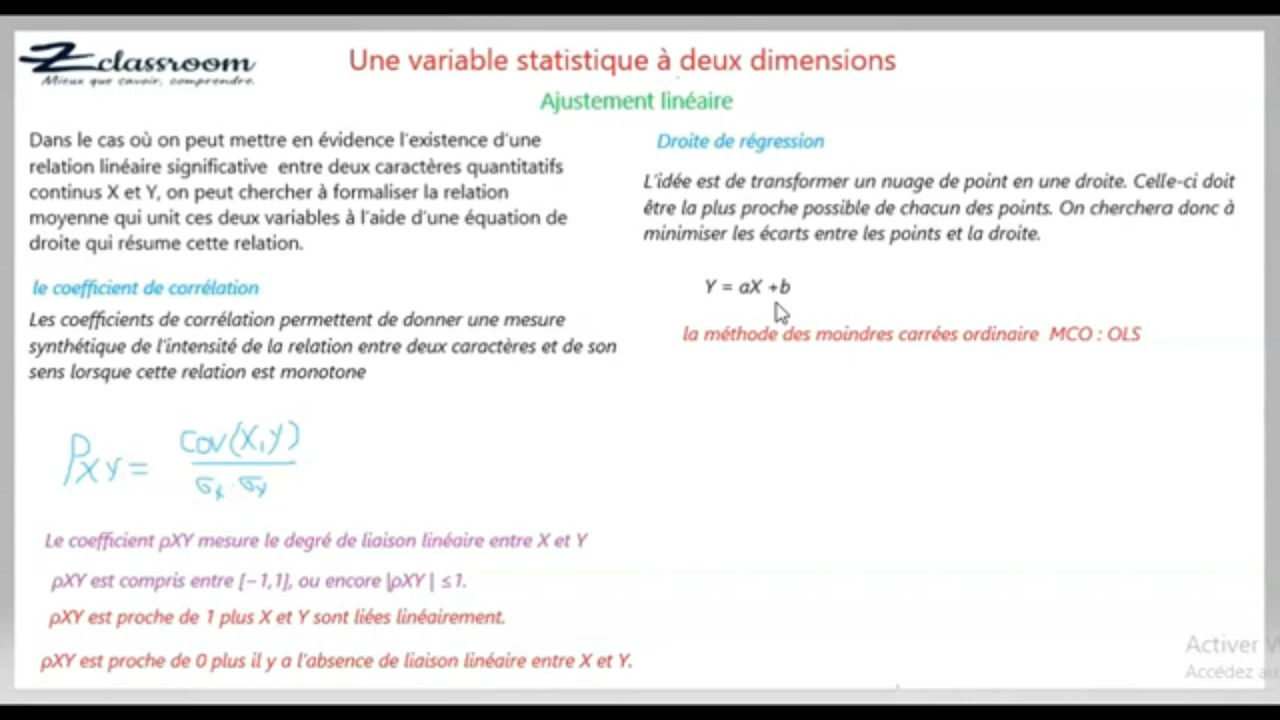 Zclassroom
Mieux que savoir, comprendre.
Une variable statistique à deux dimensions
Ajustement linéaire
Dans le cas où on peut mettre en évidence l'existence d'une
relation linéaire significative entre deux caractères quantitatifs
continus X et Y, on peut chercher à formaliser la relation
moyenne qui unit ces deux variables à l'aide d'une équation de
droite qui résume cette relation.
le coefficient de corrélation
Les coefficients de corrélation permettent de donner une mesure
synthétique de l'intensité de la relation entre deux caractères et de son
sens lorsque cette relation est monotone
ρXY = Cov(X,Y) / σx . σy
Le coefficient ρXY mesure le degré de liaison linéaire entre X et Y
ρXY est compris entre [−1,1], ou encore |ρXY | ≤ 1.
ρXY est proche de 1 plus X et Y sont liées linéairement.
ρXY est proche de 0 plus il y a l'absence de liaison linéaire entre X et Y.
Droite de régression
L'idée est de transformer un nuage de point en une droite. Celle-ci doit
être la plus proche possible de chacun des points. On cherchera donc à
minimiser les écarts entre les points et la droite.
Y = aX +b
la méthode des moindres carrées ordinaire MCO : OLS
Activer
Accédez